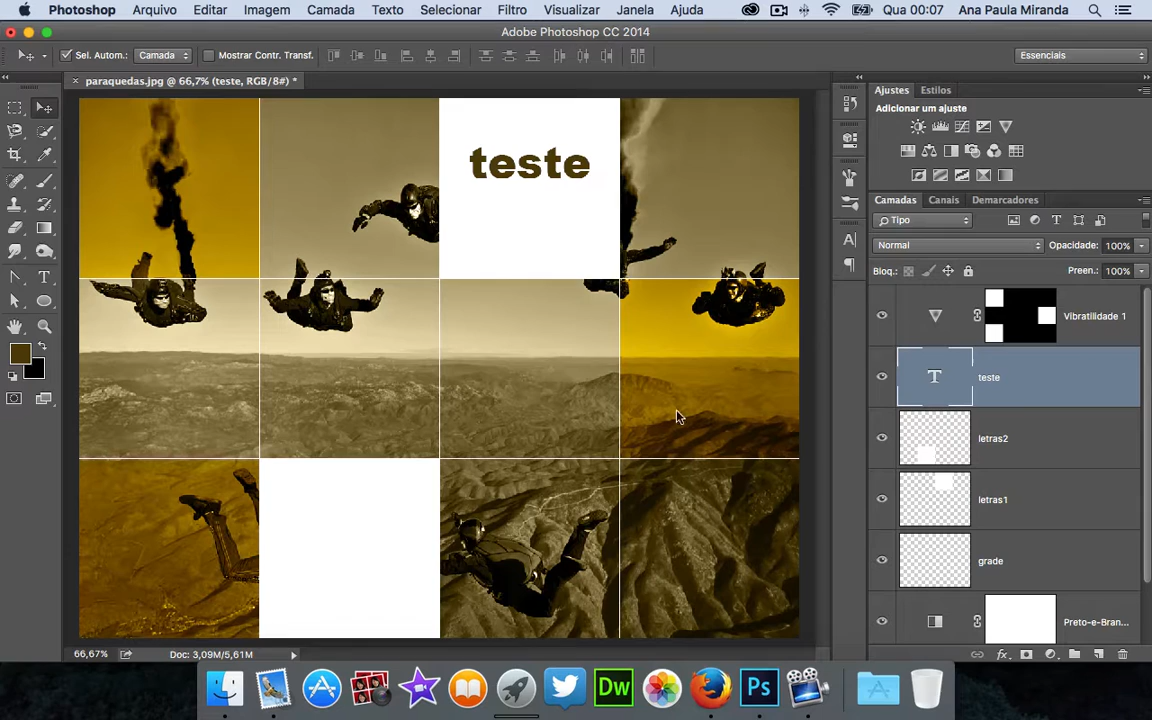 Photoshop Arquivo Editar Imagem Camada Texto Selecionar Filtro Visualizar Janela Ajuda Qua 00:07 Ana Paula Miranda
Adobe Photoshop CC 2014
Sel. Autom.: Camada Mostrar Contr. Transf. Essenciais
paraquedas.jpg @ 66,7% (teste, RGB/8#) *
Ajustes Estilos
Adicionar um ajuste
teste
Camadas Canais Demarcadores
Tipo
Normal Opacidade: 100%
Bloq.: Preen.: 100%
Vibratilidade 1
teste
letras2
letras1
grade
Preto-e-Bran...
66,67% Doc: 3,09M/5,61M
Dw
Ps